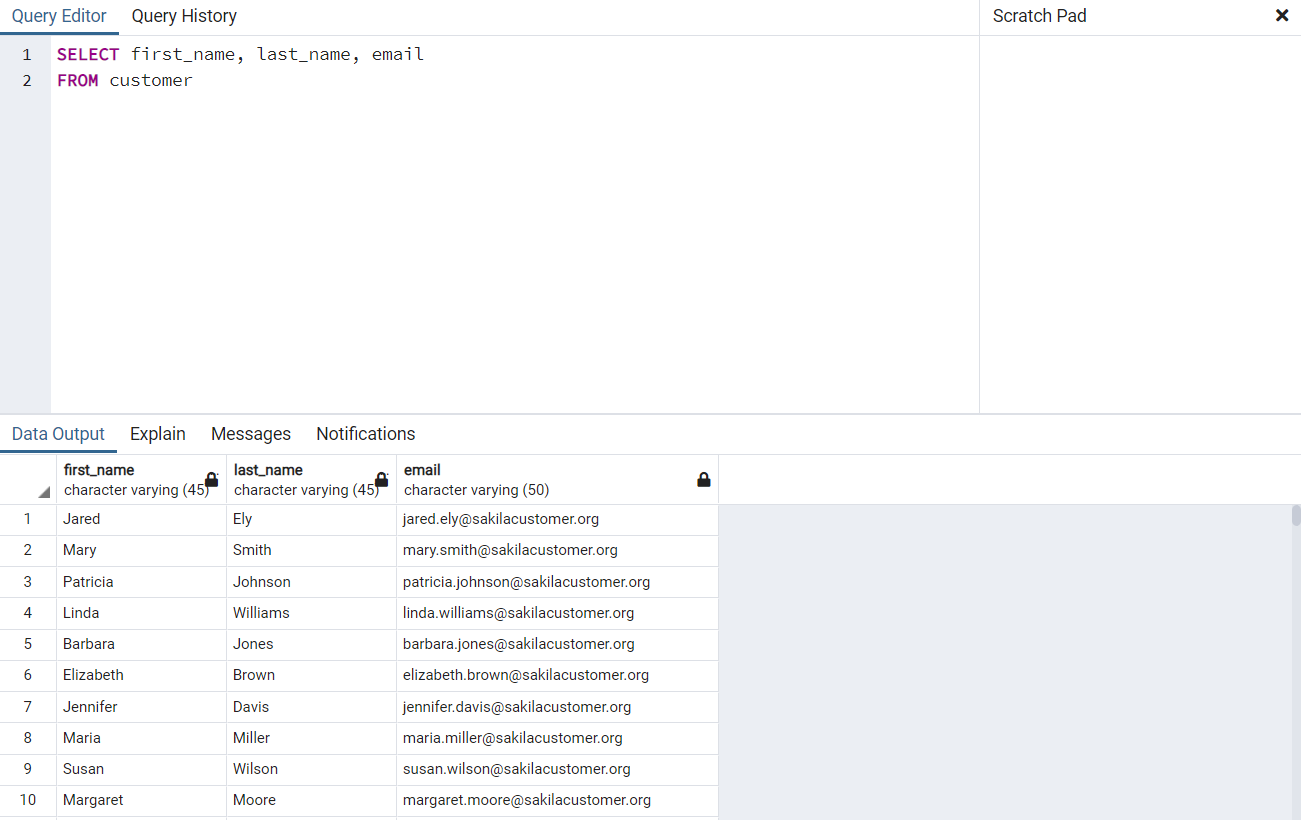 Query Editor Query History Scratch Pad ×
1 SELECT first_name, last_name, email
2 FROM customer
Data Output Explain Messages Notifications
first_name last_name email
character varying (45) character varying (45) character varying (50)
1 Jared Ely jared.ely@sakilacustomer.org
2 Mary Smith mary.smith@sakilacustomer.org
3 Patricia Johnson patricia.johnson@sakilacustomer.org
4 Linda Williams linda.williams@sakilacustomer.org
5 Barbara Jones barbara.jones@sakilacustomer.org
6 Elizabeth Brown elizabeth.brown@sakilacustomer.org
7 Jennifer Davis jennifer.davis@sakilacustomer.org
8 Maria Miller maria.miller@sakilacustomer.org
9 Susan Wilson susan.wilson@sakilacustomer.org
10 Margaret Moore margaret.moore@sakilacustomer.org